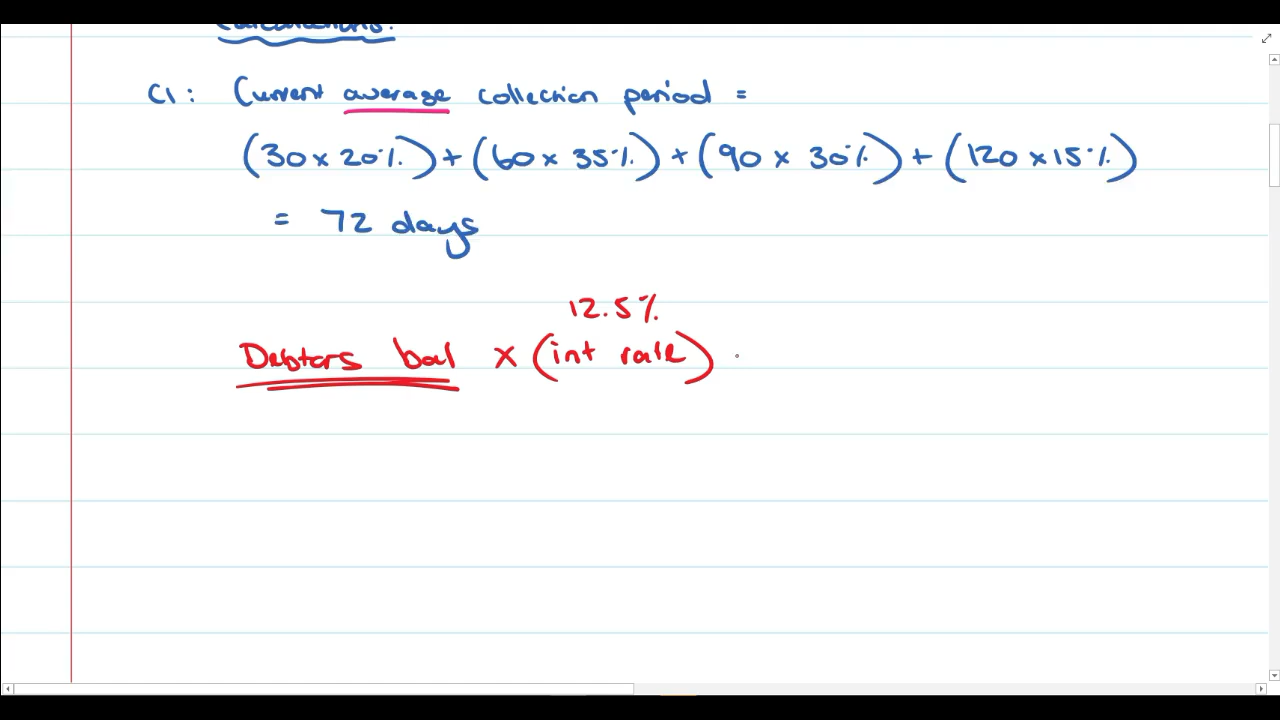 Calculations:
C1: Current average collection period =
(30 x 20%) + (60 x 35%) + (90 x 30%) + (120 x 15%)
= 72 days
12.5%
Debtors bal x (int rate)